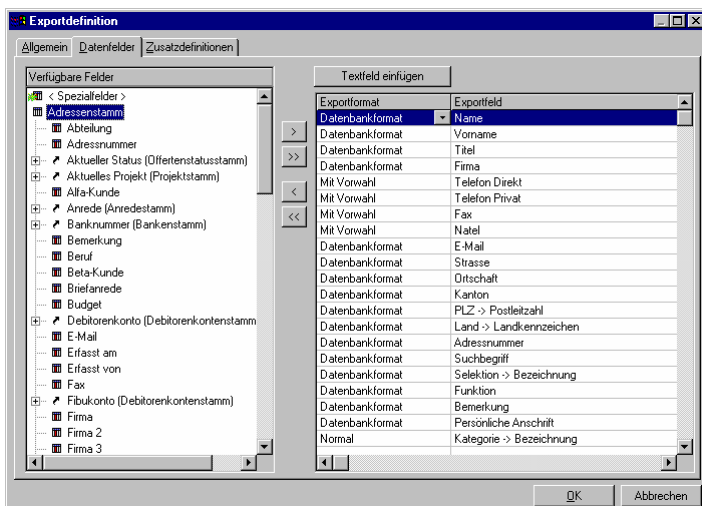 Exportdefinition
Allgemein Datenfelder Zusatzdefinitionen
Verfügbare Felder
< Spezialfelder >
Adressenstamm
Abteilung
Adressnummer
Aktueller Status (Offertenstatusstamm)
Aktuelles Projekt (Projektstamm)
Alfa-Kunde
Anrede (Anredestamm)
Banknummer (Bankenstamm)
Bemerkung
Beruf
Beta-Kunde
Briefanrede
Budget
Debitorenkonto (Debitorenkontenstamm
E-Mail
Erfasst am
Erfasst von
Fax
Fibukonto (Debitorenkontenstamm)
Firma
Firma 2
Firma 3
>
>>
<
<<
Textfeld einfügen
Exportformat Exportfeld
Datenbankformat Name
Datenbankformat Vorname
Datenbankformat Titel
Datenbankformat Firma
Mit Vorwahl Telefon Direkt
Mit Vorwahl Telefon Privat
Mit Vorwahl Fax
Mit Vorwahl Natel
Datenbankformat E-Mail
Datenbankformat Strasse
Datenbankformat Ortschaft
Datenbankformat Kanton
Datenbankformat PLZ -> Postleitzahl
Datenbankformat Land -> Landkennzeichen
Datenbankformat Adressnummer
Datenbankformat Suchbegriff
Datenbankformat Selektion -> Bezeichnung
Datenbankformat Funktion
Datenbankformat Bemerkung
Datenbankformat Persönliche Anschrift
Normal Kategorie -> Bezeichnung
OK Abbrechen